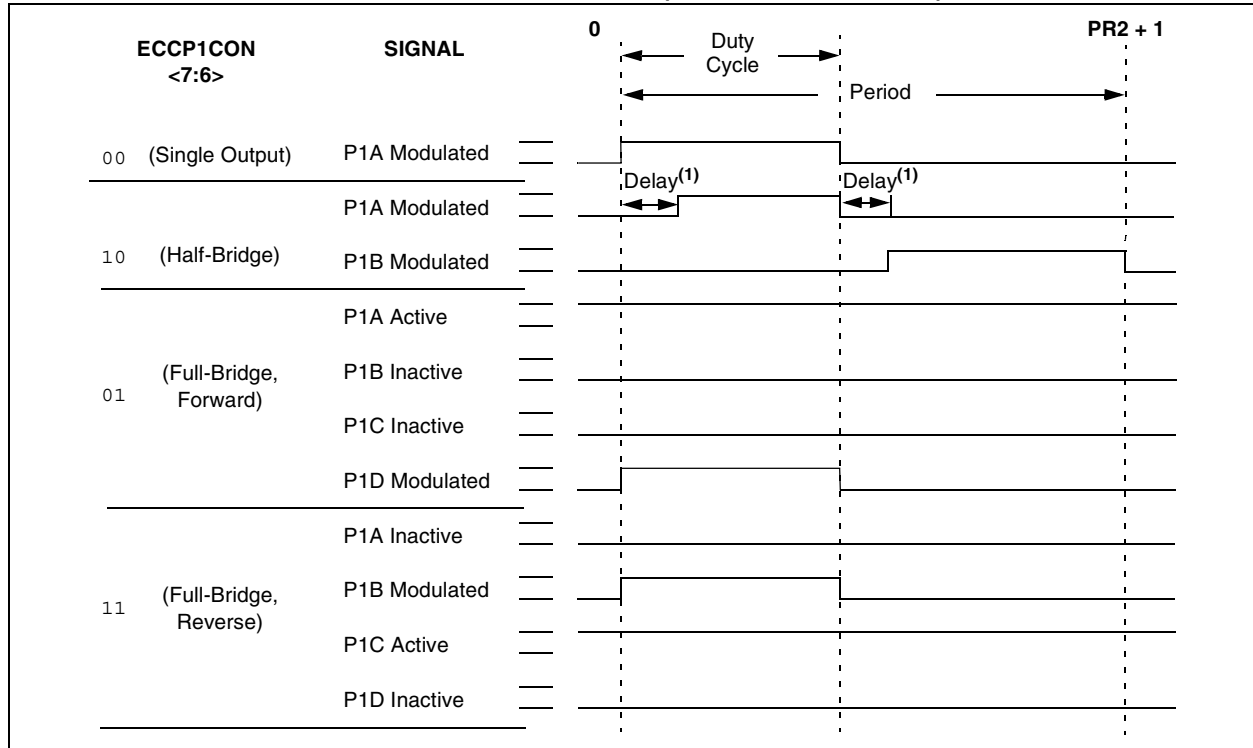 0 PR2 + 1
ECCP1CON SIGNAL Duty
<7:6> Cycle
Period
00 (Single Output) P1A Modulated
Delay(1) Delay(1)
P1A Modulated
10 (Half-Bridge) P1B Modulated
P1A Active
(Full-Bridge, P1B Inactive
01 Forward)
P1C Inactive
P1D Modulated
P1A Inactive
(Full-Bridge, P1B Modulated
11 Reverse)
P1C Active
P1D Inactive